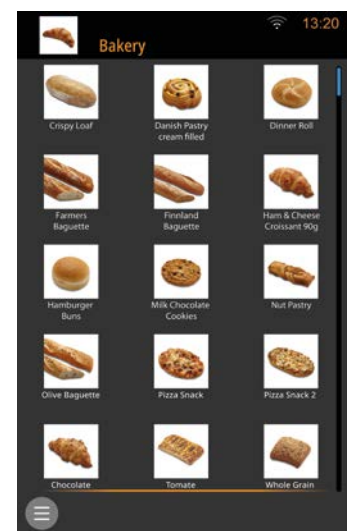 13:20
Bakery
Crispy Loaf
Danish Pastry
cream filled
Dinner Roll
Farmers
Baguette
Finnland
Baguette
Ham & Cheese
Croissant 90g
Hamburger
Buns
Milk Chocolate
Cookies
Nut Pastry
Olive Baguette
Pizza Snack
Pizza Snack 2
Chocolate
Tomate
Whole Grain